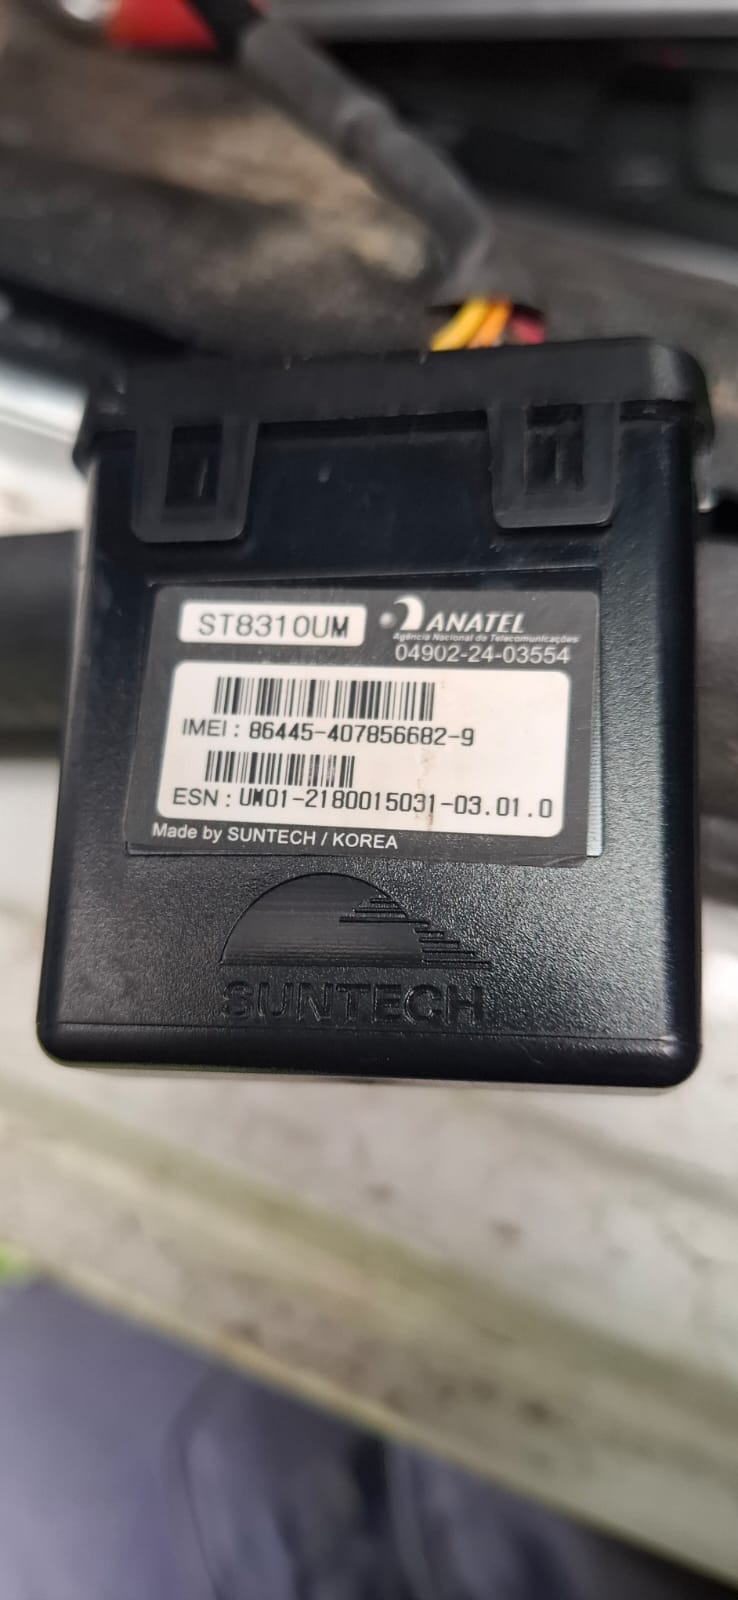 ST8310UM
ANATEL
Agência Nacional de Telecomunicações
04902-24-03554
IMEI : 86445-407856682-9
ESN : UM01-2180015031-03.01.0
Made by SUNTECH / KOREA
SUNTECH